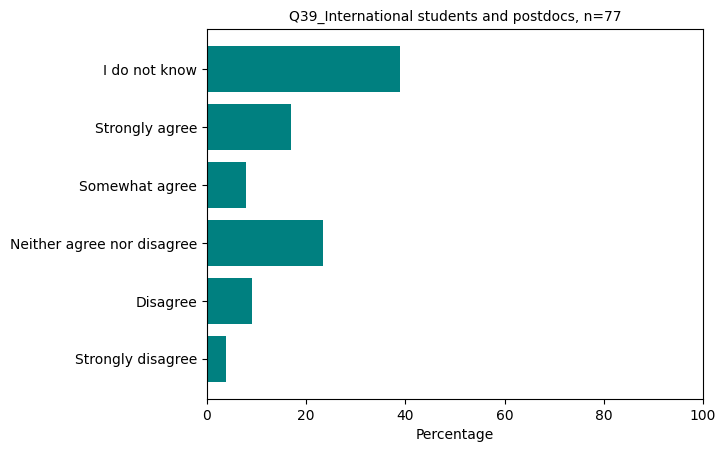 Q39_International students and postdocs, n=77
I do not know
Strongly agree
Somewhat agree
Neither agree nor disagree
Disagree
Strongly disagree
0 20 40 60 80 100
Percentage